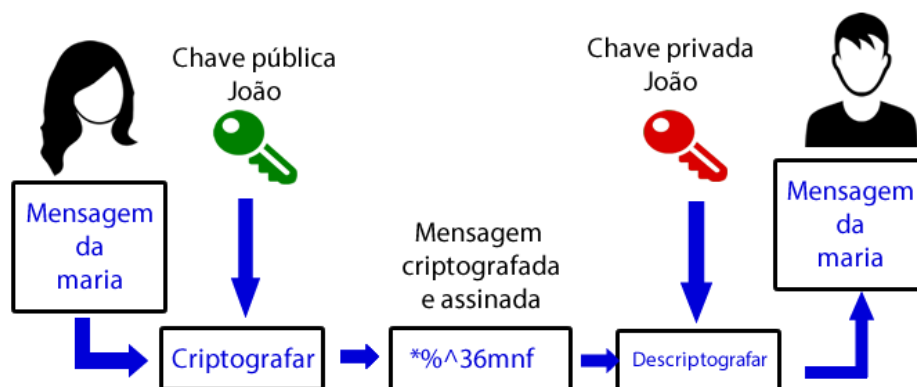 Chave pública
João
Chave privada
João
Mensagem
da
maria
Mensagem
da
maria
Mensagem
criptografada
e assinada
Criptografar
*%^36mnf
Descriptografar